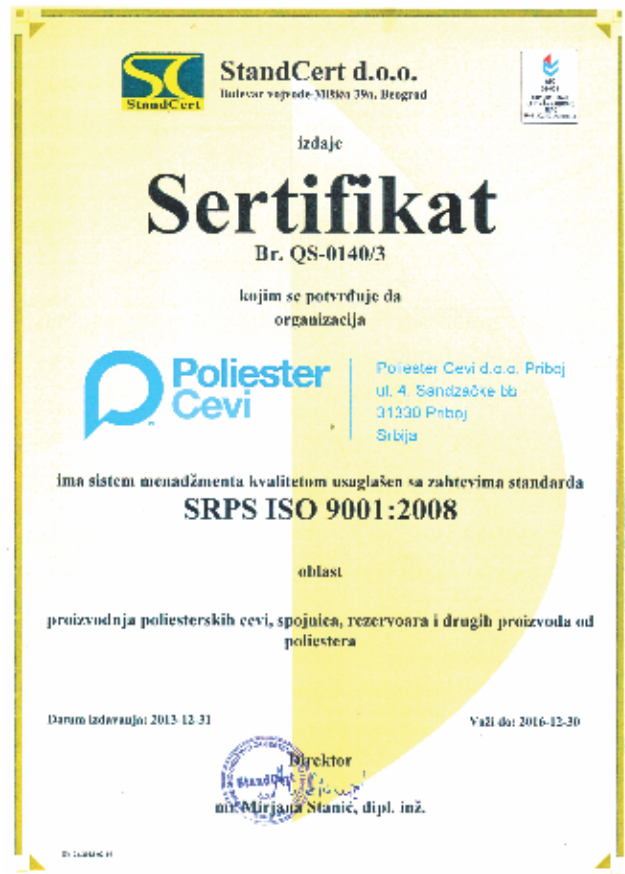 StandCert
StandCert d.o.o.
Bulevar vojvode Mišića 39a, Beograd
izdaje
Sertifikat
Br. QS-0140/3
kojim se potvrđuje da
organizacija
Poliester
Cevi
Poliester Cevi d.o.o. Priboj
ul. 4. Sandzačke bb
31330 Priboj
Srbija
ima sistem menadžmenta kvalitetom usuglašen sa zahtevima standarda
SRPS ISO 9001:2008
oblast
proizvodnja poliesterskih cevi, spojnica, rezervoara i drugih proizvoda od
poliestera
Datum izdavanja: 2013-12-31
Važi do: 2016-12-30
Direktor
StandCert
mr Mirjana Stanić, dipl. inž.